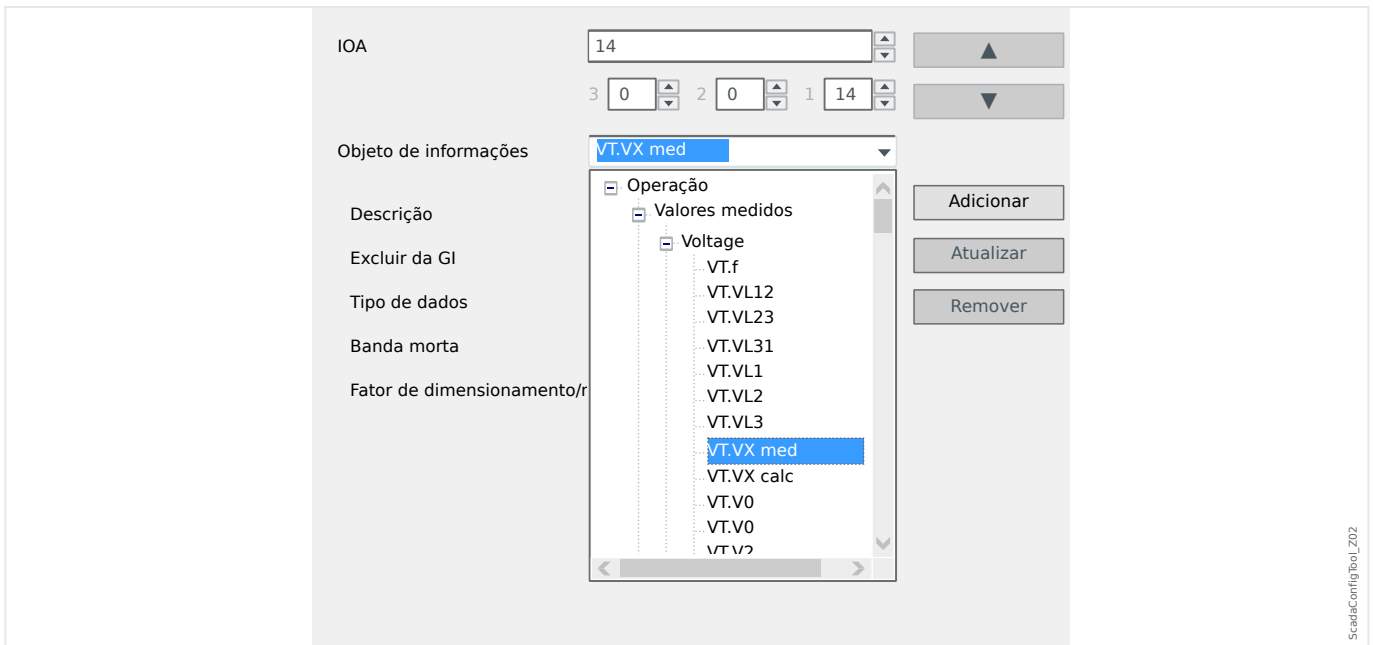 IOA
14
3 0 2 0 1 14
Objeto de informações
VT.VX med
Operação
Valores medidos
Voltage
VT.f
VT.VL12
VT.VL23
VT.VL31
VT.VL1
VT.VL2
VT.VL3
VT.VX med
VT.VX calc
VT.V0
VT.V0
VT.V2
Descrição
Excluir da GI
Tipo de dados
Banda morta
Fator de dimensionamento/r
Adicionar
Atualizar
Remover
ScadaConfigTool_Z02